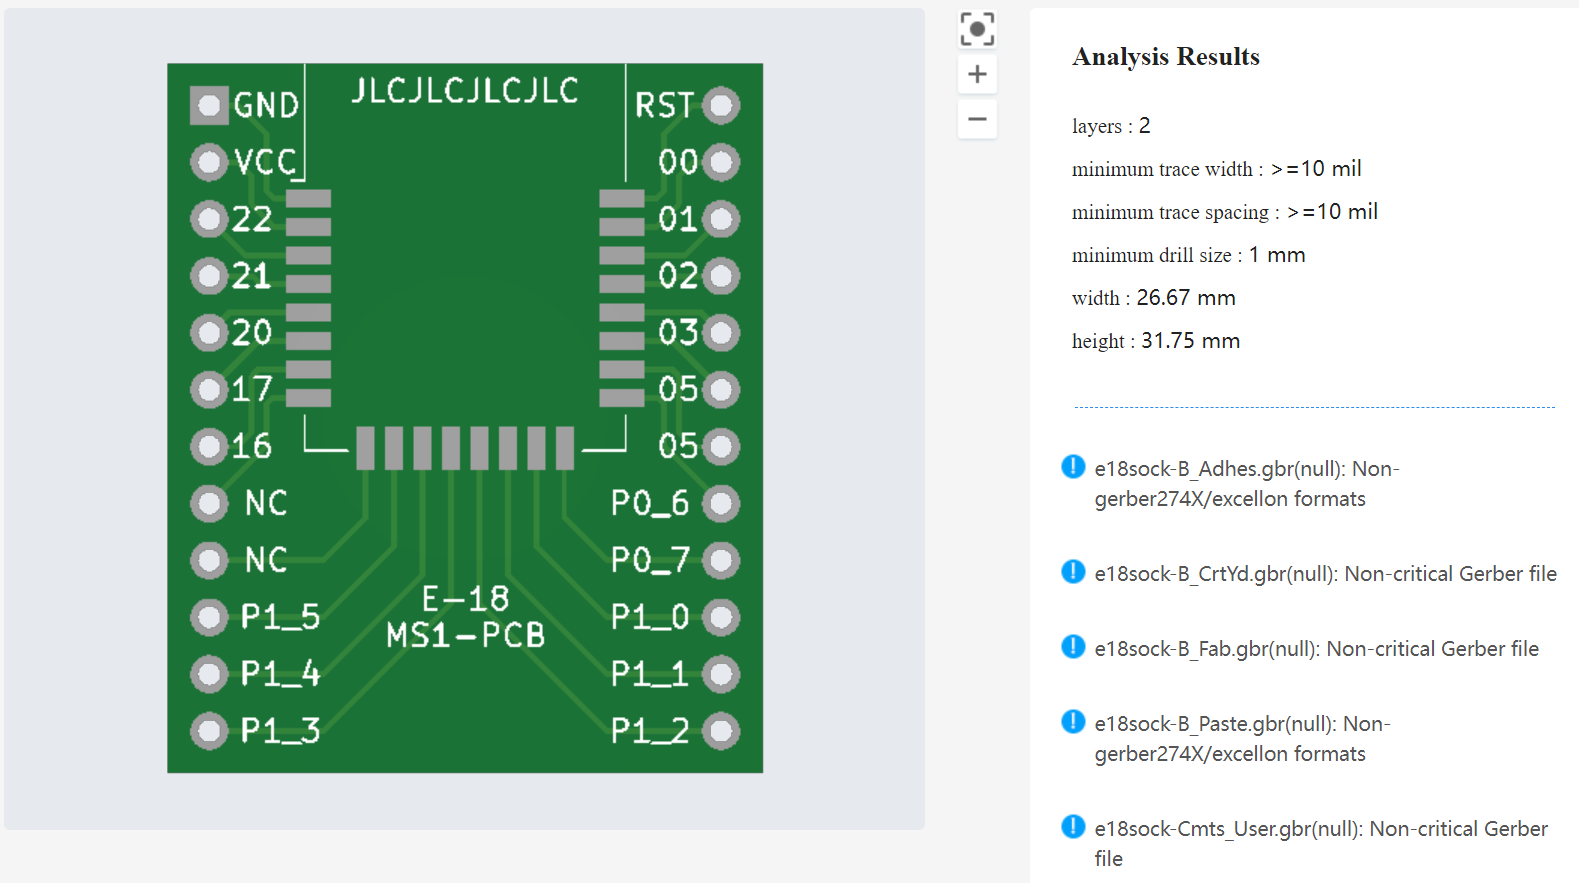 JLCJLCJLCJLC
GND
RST
VCC
00
22
01
21
02
20
03
17
05
16
05
NC
P0_6
NC
P0_7
P1_5
P1_0
P1_4
P1_1
P1_3
P1_2
E-18
MS1-PCB
Analysis Results
layers : 2
minimum trace width : >=10 mil
minimum trace spacing : >=10 mil
minimum drill size : 1 mm
width : 26.67 mm
height : 31.75 mm
e18sock-B_Adhes.gbr(null): Non-
gerber274X/excellon formats
e18sock-B_CrtYd.gbr(null): Non-critical Gerber file
e18sock-B_Fab.gbr(null): Non-critical Gerber file
e18sock-B_Paste.gbr(null): Non-
gerber274X/excellon formats
e18sock-Cmts_User.gbr(null): Non-critical Gerber
file